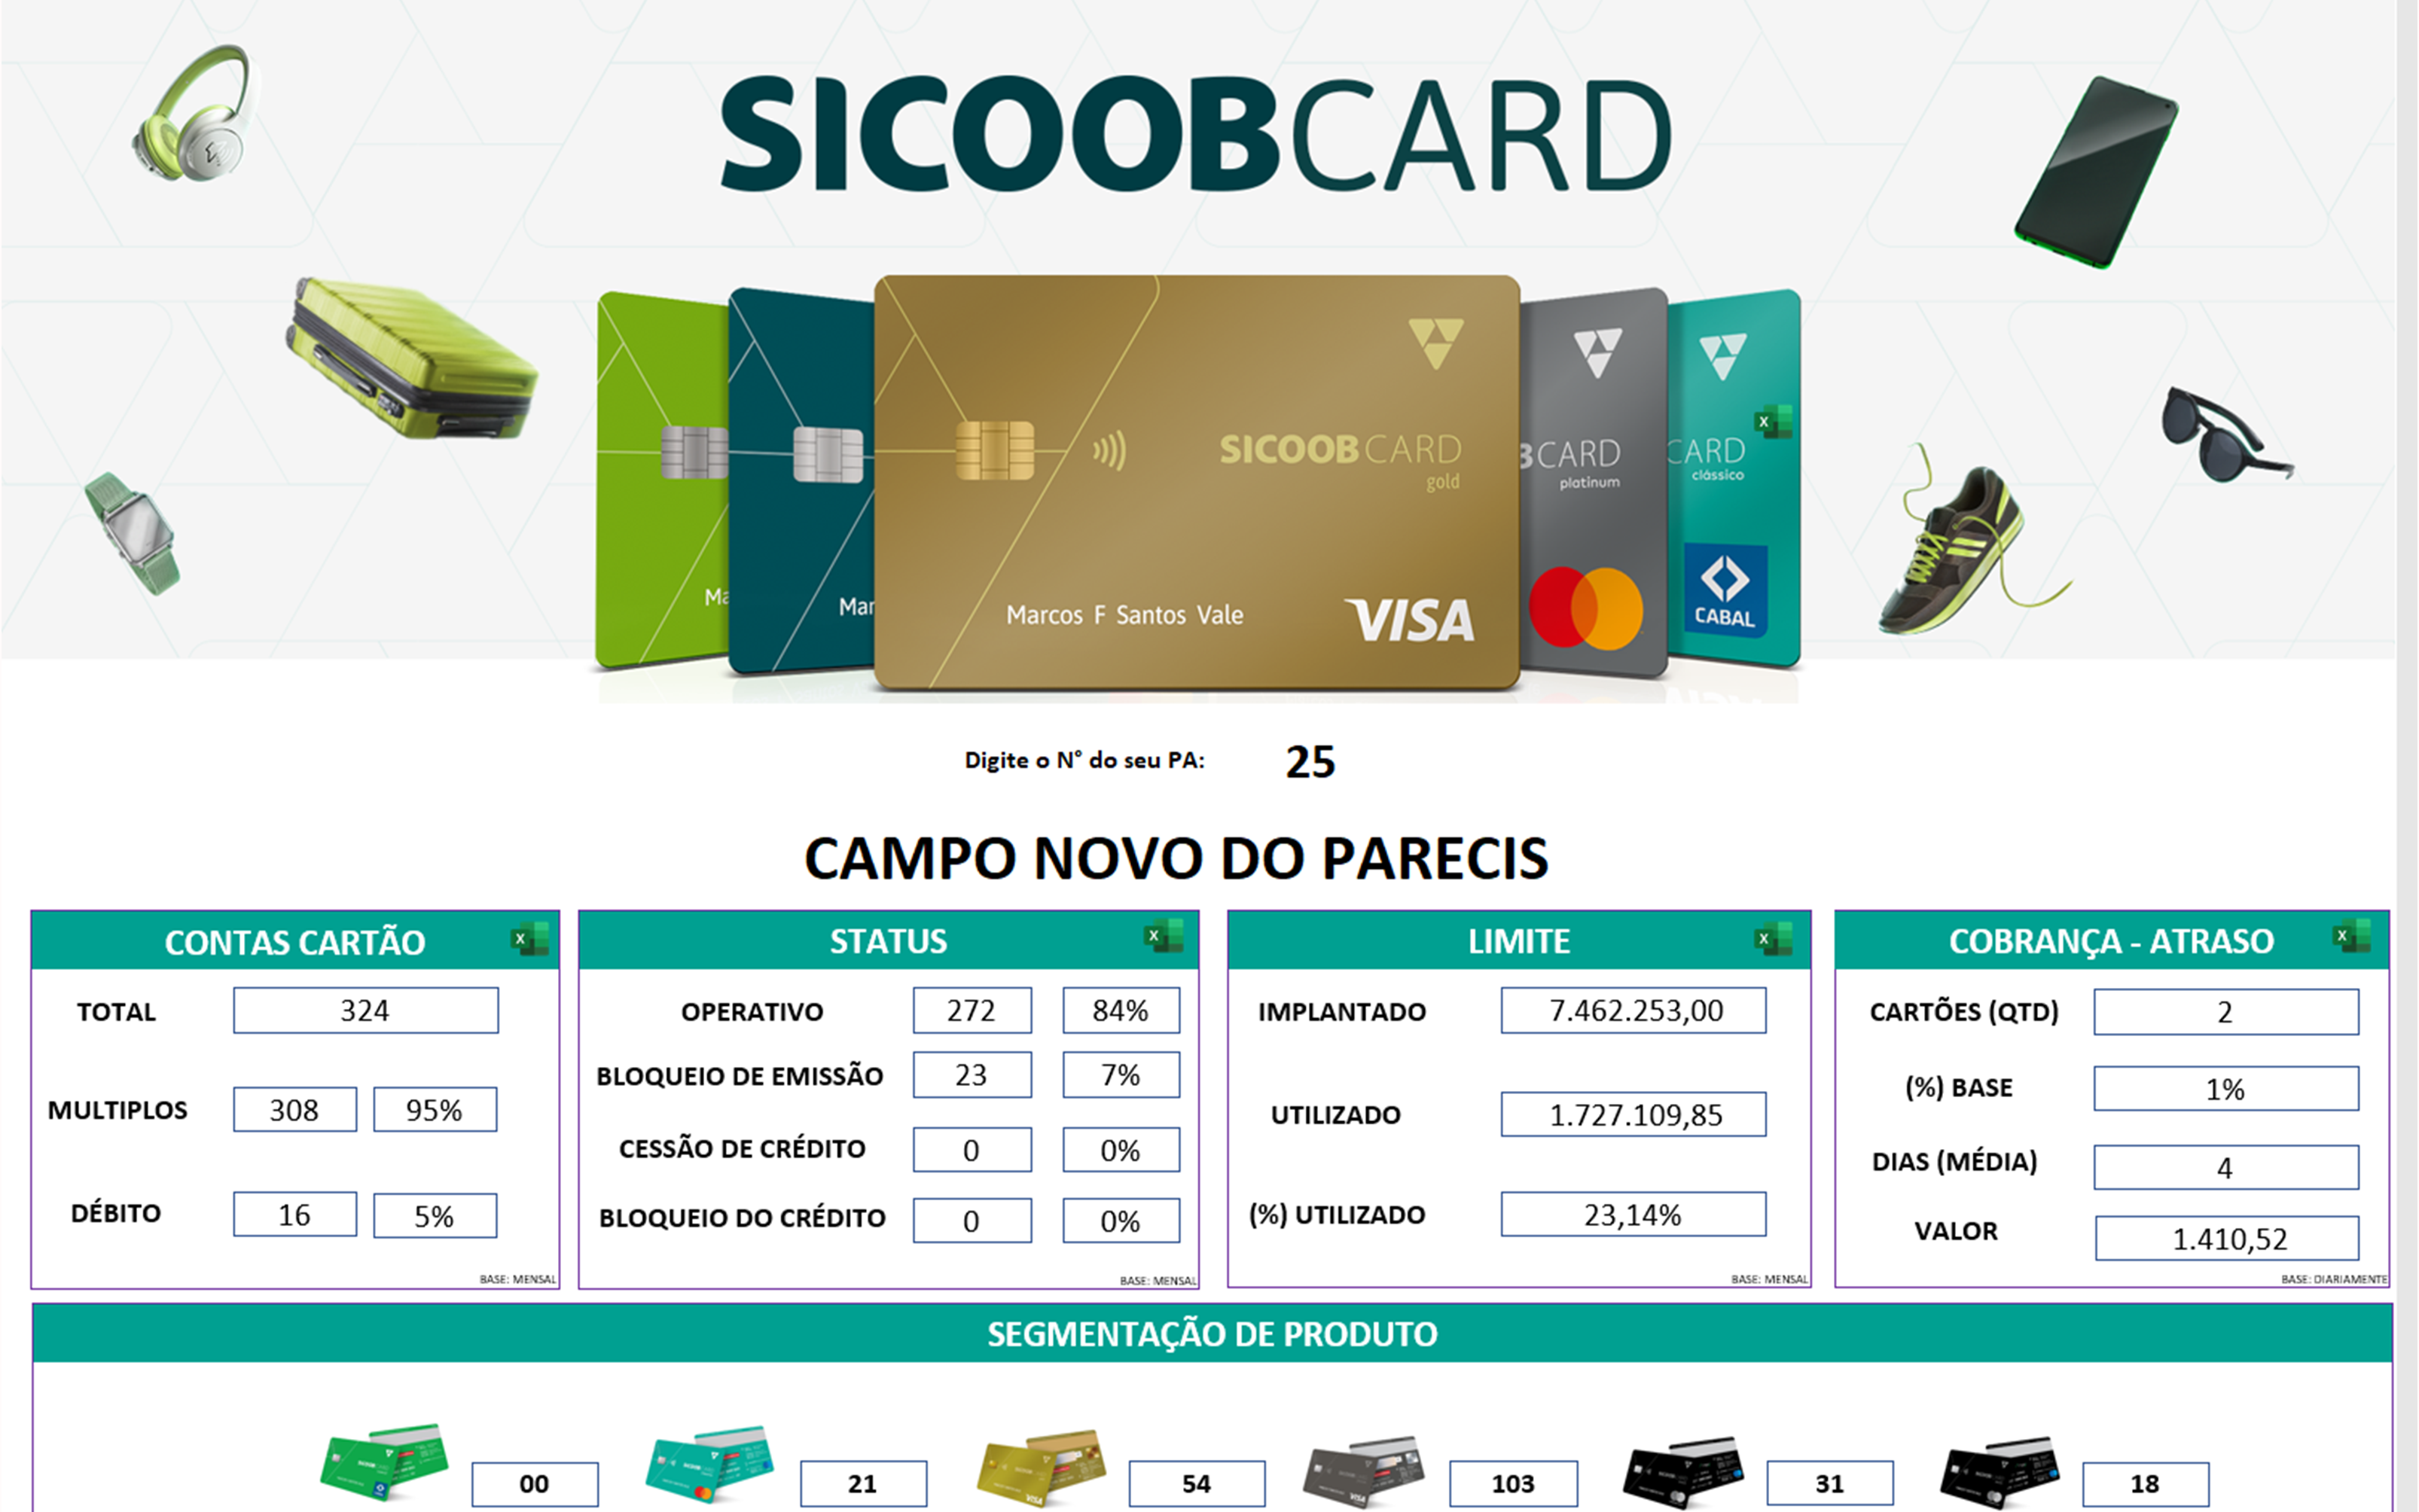 SICOOBCARD
SICOOBCARD
gold
BCARD
platinum
CARD
clássico
Ma
Mar
Marcos F Santos Vale
VISA
CABAL
Digite o N° do seu PA: 25
CAMPO NOVO DO PARECIS
CONTAS CARTÃO
TOTAL 324
MULTIPLOS 308 95%
DÉBITO 16 5%
BASE: MENSAL
STATUS
OPERATIVO 272 84%
BLOQUEIO DE EMISSÃO 23 7%
CESSÃO DE CRÉDITO 0 0%
BLOQUEIO DO CRÉDITO 0 0%
BASE: MENSAL
LIMITE
IMPLANTADO 7.462.253,00
UTILIZADO 1.727.109,85
(%) UTILIZADO 23,14%
BASE: MENSAL
COBRANÇA - ATRASO
CARTÕES (QTD) 2
(%) BASE 1%
DIAS (MÉDIA) 4
VALOR 1.410,52
BASE: DIARIAMENTE
SEGMENTAÇÃO DE PRODUTO
00 21 54 103 31 18